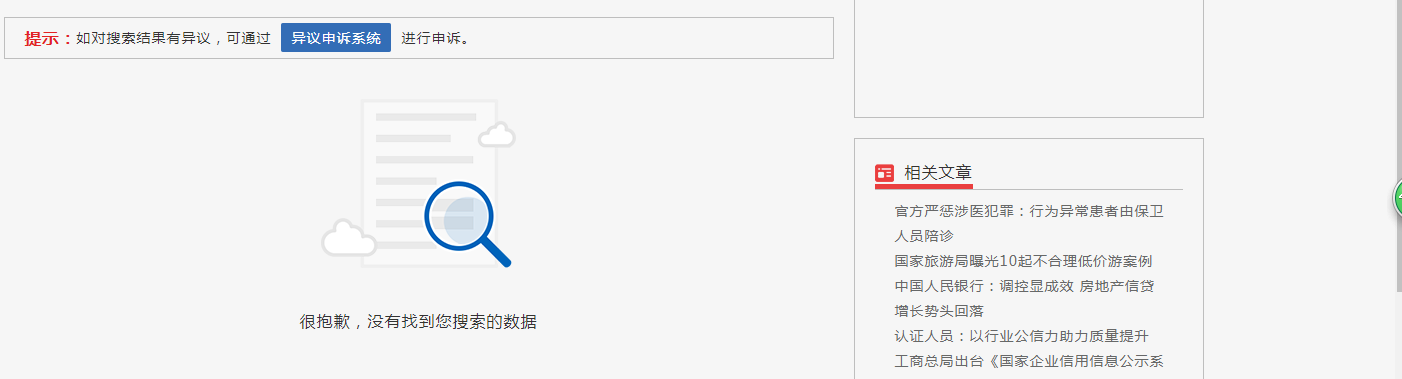 提示：如对搜索结果有异议，可通过 异议申诉系统 进行申诉。
很抱歉，没有找到您搜索的数据
相关文章
官方严惩涉医犯罪：行为异常患者由保卫
人员陪诊
国家旅游局曝光10起不合理低价游案例
中国人民银行：调控显成效 房地产信贷
增长势头回落
认证人员：以行业公信力助力质量提升
工商总局出台《国家企业信用信息公示系